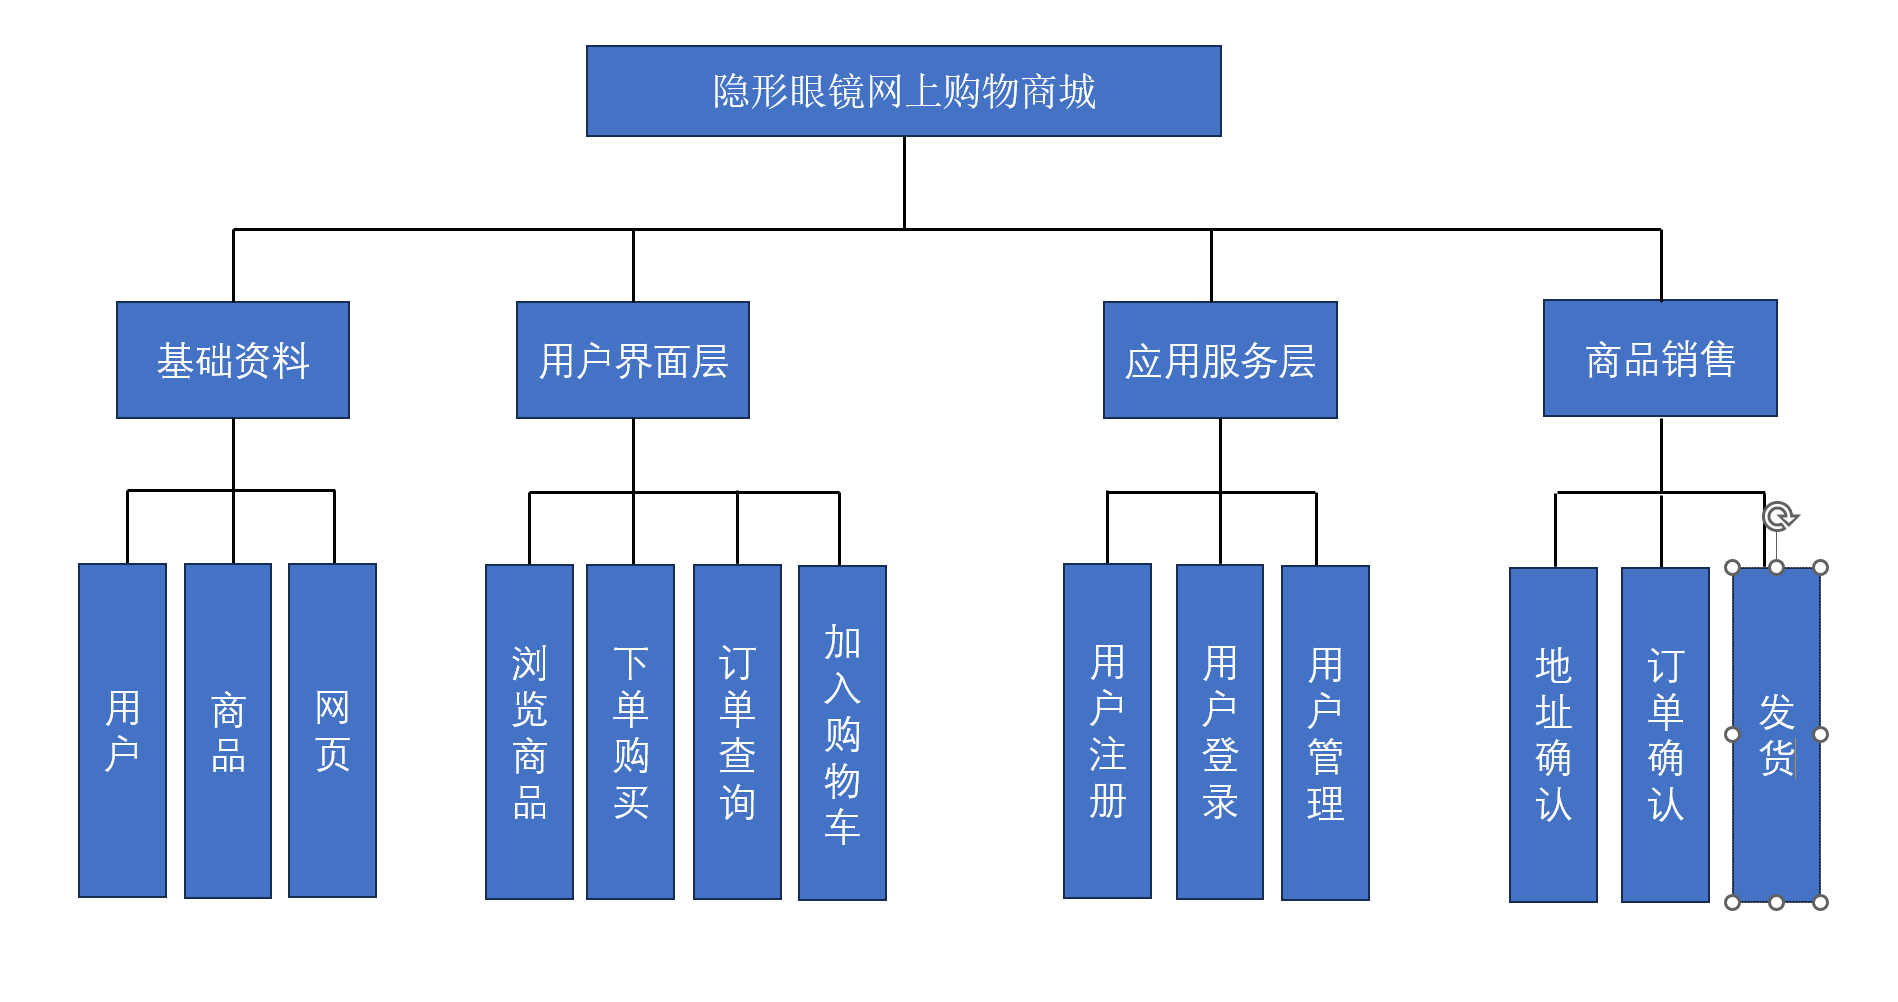 隐形眼镜网上购物商城
基础资料
用户界面层
应用服务层
商品销售
用户
商品
网页
浏览商品
下单购买
订单查询
加入购物车
用户注册
用户登录
用户管理
地址确认
订单确认
发货